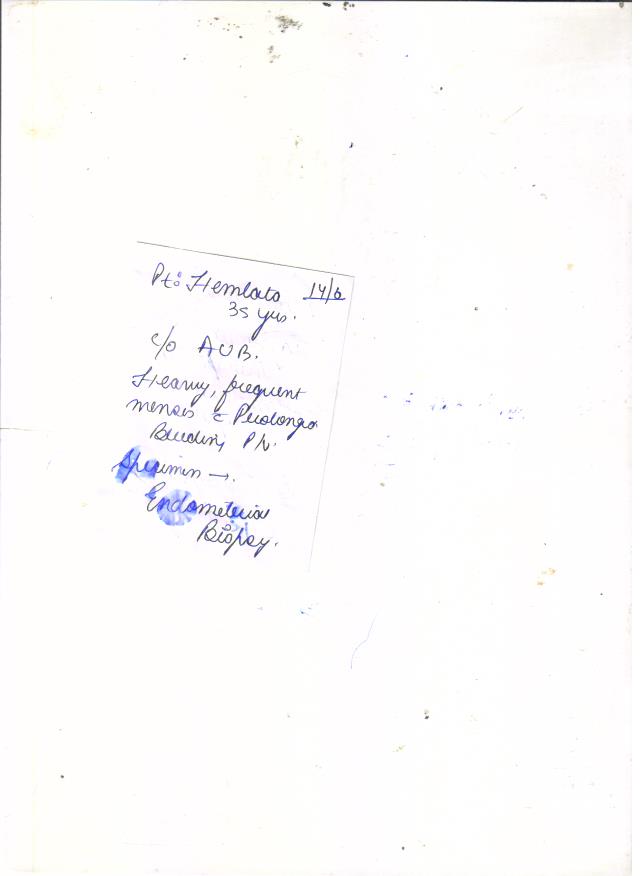 Pt: Hemlata 14/6
35 yrs.
c/o AUB.
Heavy, frequent
menses c̄ Prolonged
Bleeding P/V.
Specimen →.
Endometrial
Biopsy.